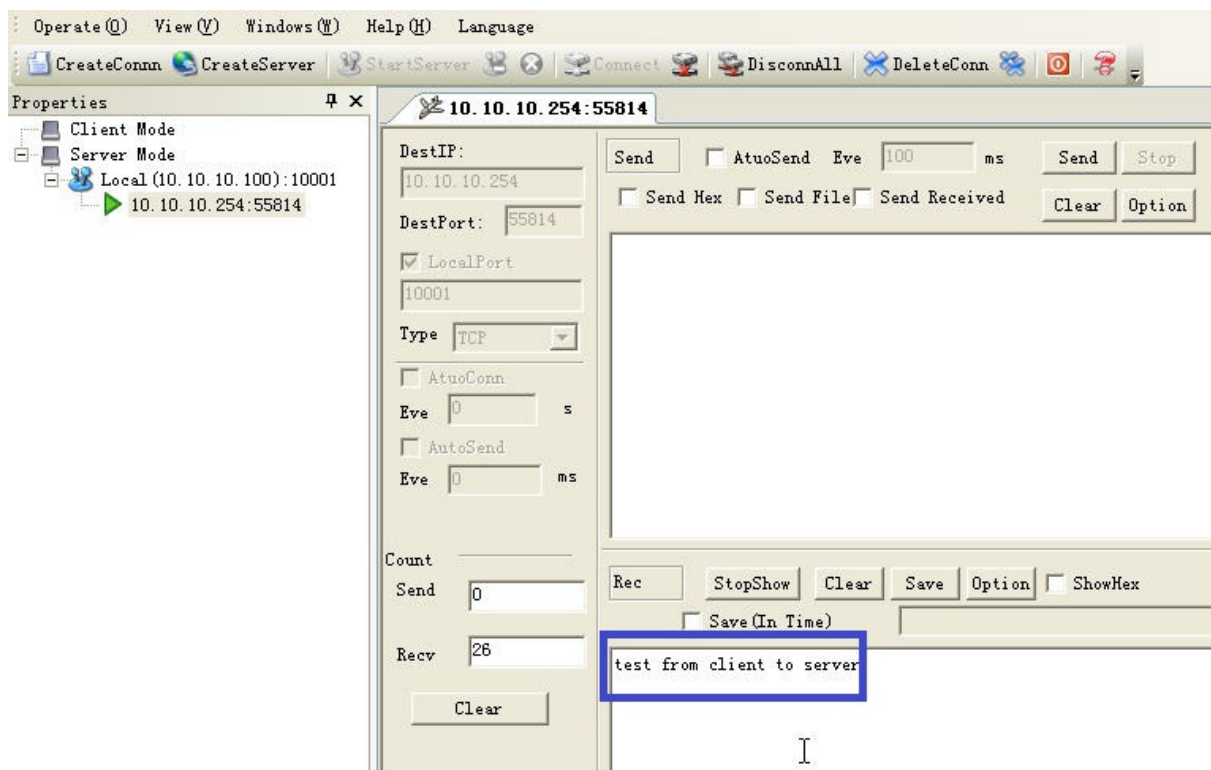 Operate(O) View(V) Windows(W) Help(H) Language
CreateConnn CreateServer StartServer Connect DisconnAll DeleteConn
Properties
Client Mode
Server Mode
Local(10.10.10.100):10001
10.10.10.254:55814
10.10.10.254:55814
DestIP:
10.10.10.254
DestPort: 55814
LocalPort
10001
Type TCP
AtuoConn
Eve 0 s
AutoSend
Eve 0 ms
Count
Send 0
Recv 26
Clear
Send AtuoSend Eve 100 ms Send Stop
Send Hex Send File Send Received Clear Option
Rec StopShow Clear Save Option ShowHex
Save(In Time)
test from client to server